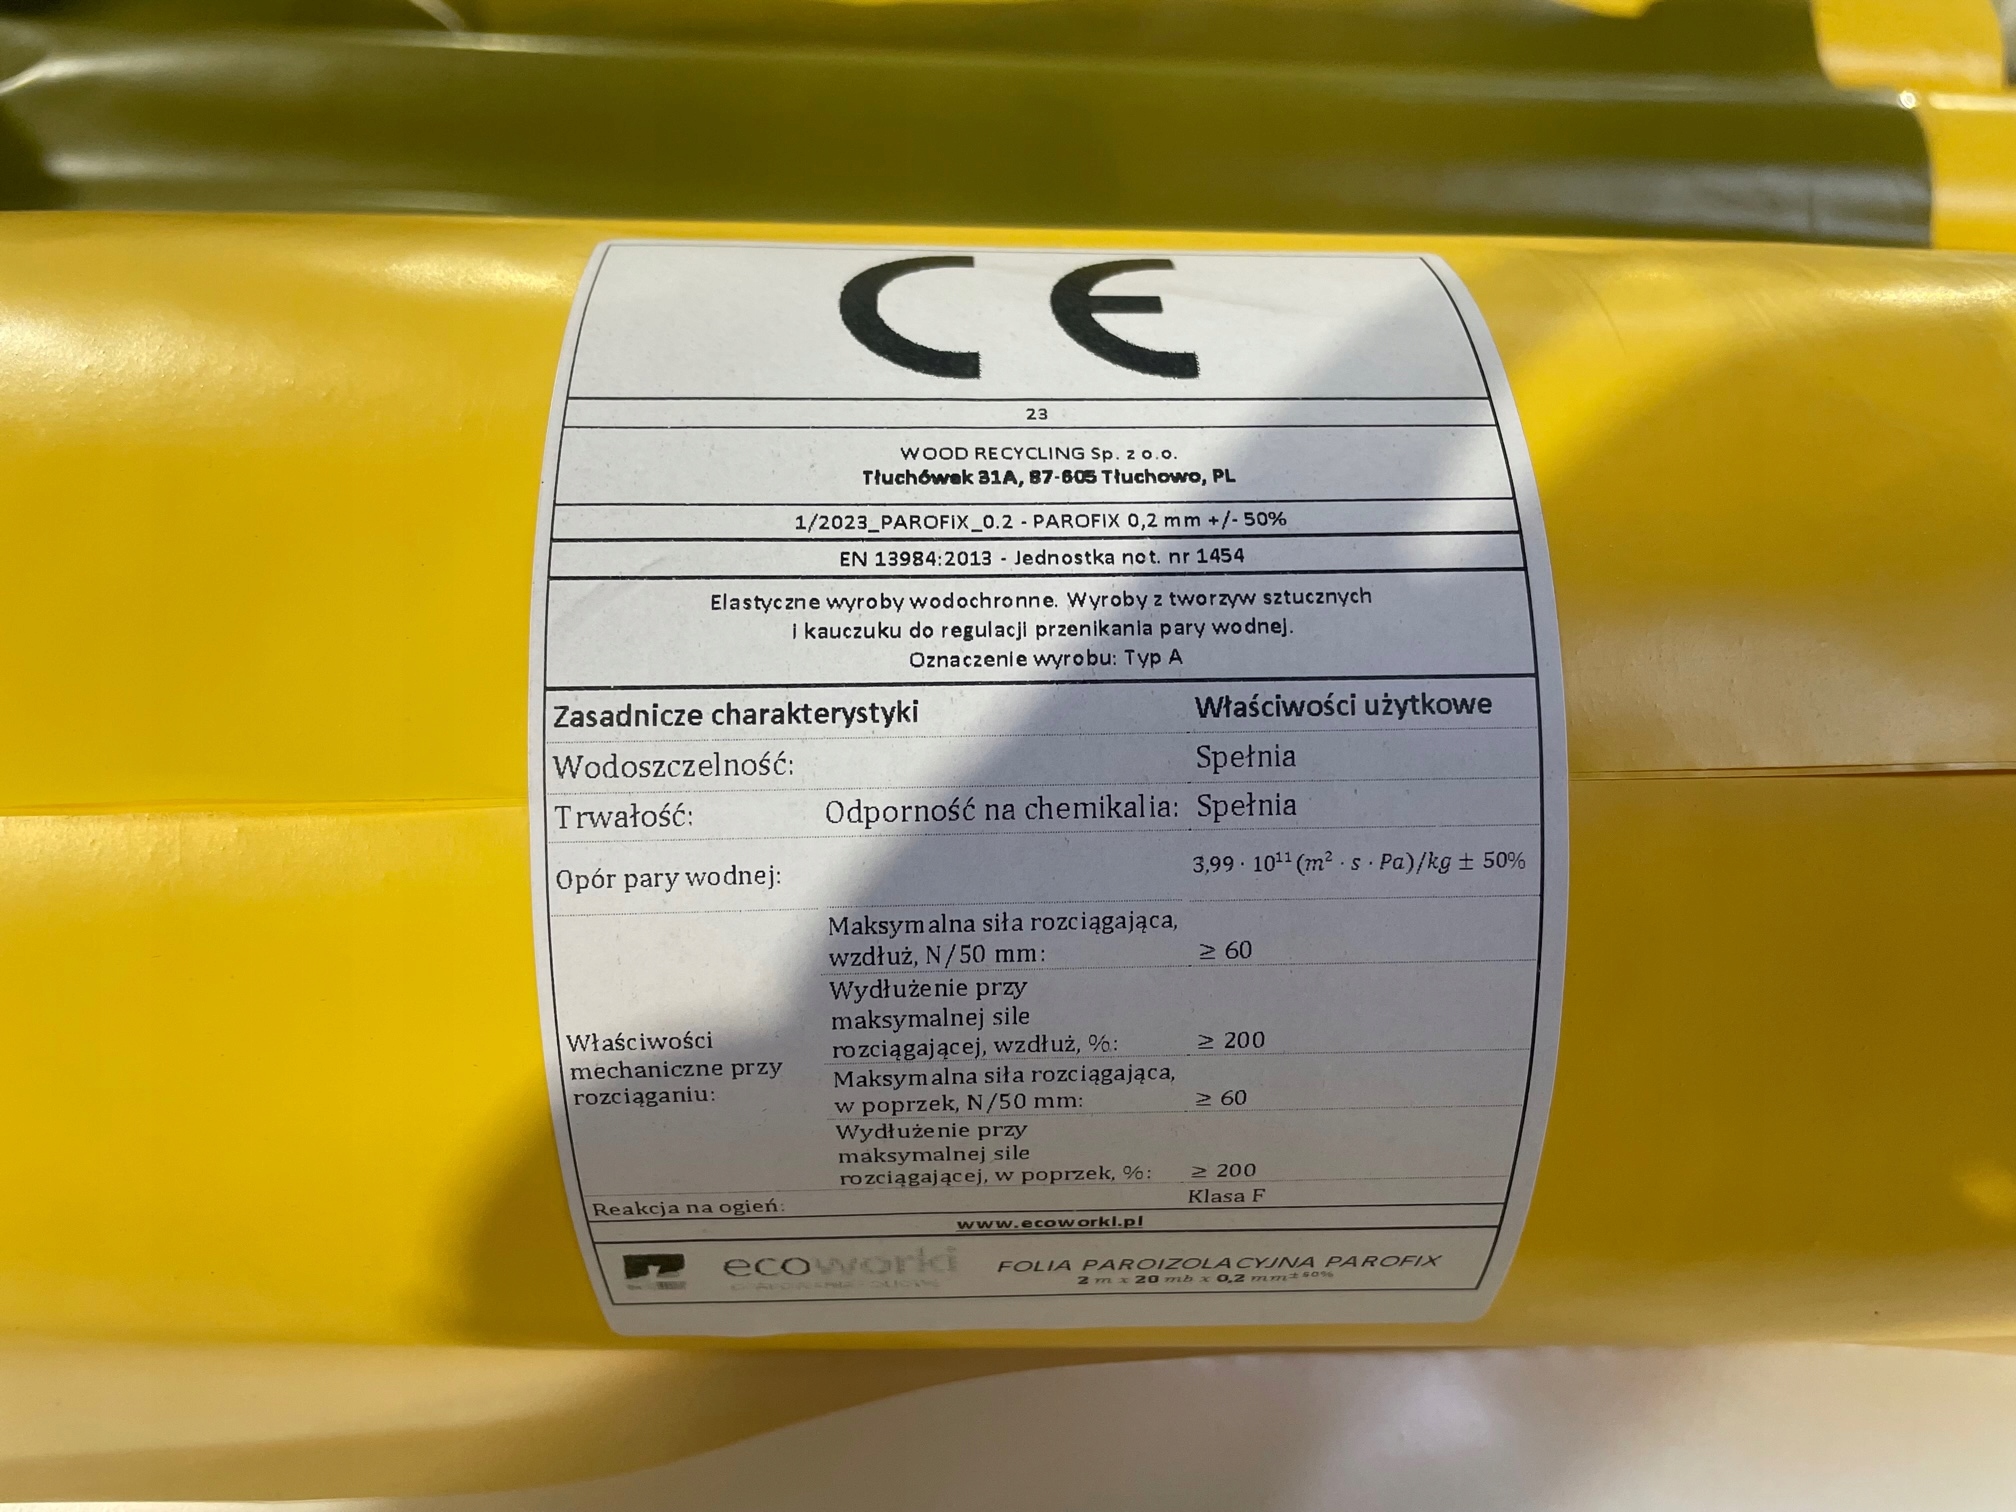 CE
23
WOOD RECYCLING Sp. z o.o.
Tłuchówek 31A, 87-605 Tłuchowo, PL
1/2023_PAROFIX_0.2 - PAROFIX 0,2 mm +/- 50%
EN 13984:2013 - Jednostka not. nr 1454
Elastyczne wyroby wodochronne. Wyroby z tworzyw sztucznych
i kauczuku do regulacji przenikania pary wodnej.
Oznaczenie wyrobu: Typ A
Zasadnicze charakterystyki Właściwości użytkowe
Wodoszczelność: Spełnia
Trwałość: Odporność na chemikalia: Spełnia
Opór pary wodnej: 3,99 · 10¹¹ (m² · s · Pa)/kg ± 50%
Właściwości
mechaniczne przy
rozciąganiu:
Maksymalna siła rozciągająca,
wzdłuż, N/50 mm: ≥ 60
Wydłużenie przy
maksymalnej sile
rozciągającej, wzdłuż, %: ≥ 200
Maksymalna siła rozciągająca,
w poprzek, N/50 mm: ≥ 60
Wydłużenie przy
maksymalnej sile
rozciągającej, w poprzek, %: ≥ 200
Reakcja na ogień: Klasa F
www.ecoworki.pl
ecoworki
FOLIA PAROIZOLACYJNA PAROFIX
2 m x 20 mb x 0,2 mm ± 50%